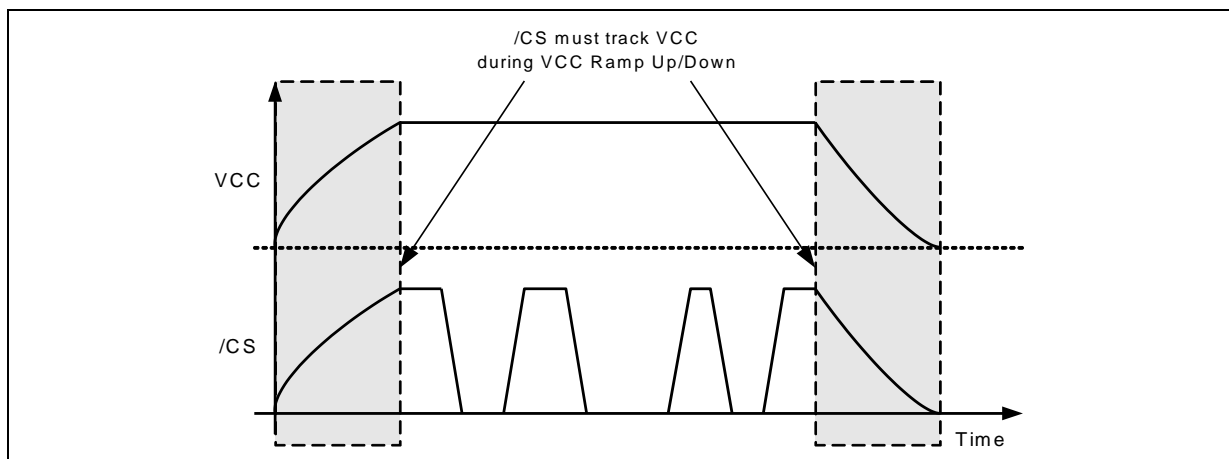 /CS must track VCC
during VCC Ramp Up/Down
VCC
/CS
Time